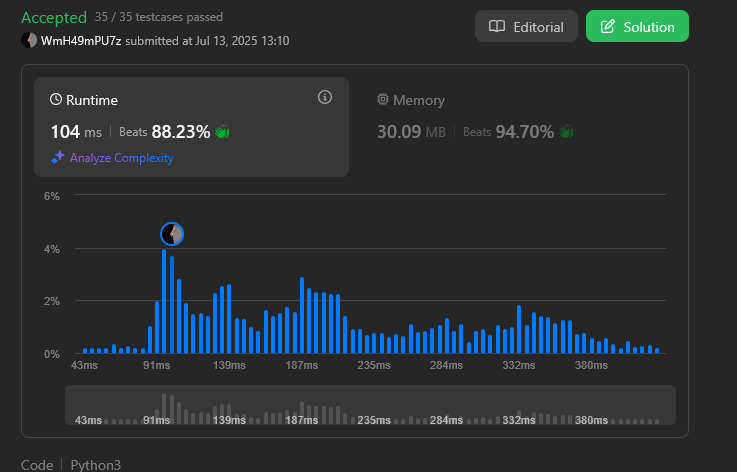 Accepted 35 / 35 testcases passed
WmH49mPU7z submitted at Jul 13, 2025 13:10
Editorial
Solution
Runtime
104 ms | Beats 88.23%
Analyze Complexity
Memory
30.09 MB | Beats 94.70%
6%
4%
2%
0%
43ms 91ms 139ms 187ms 235ms 284ms 332ms 380ms
43ms 91ms 139ms 187ms 235ms 284ms 332ms 380ms
Code | Python3